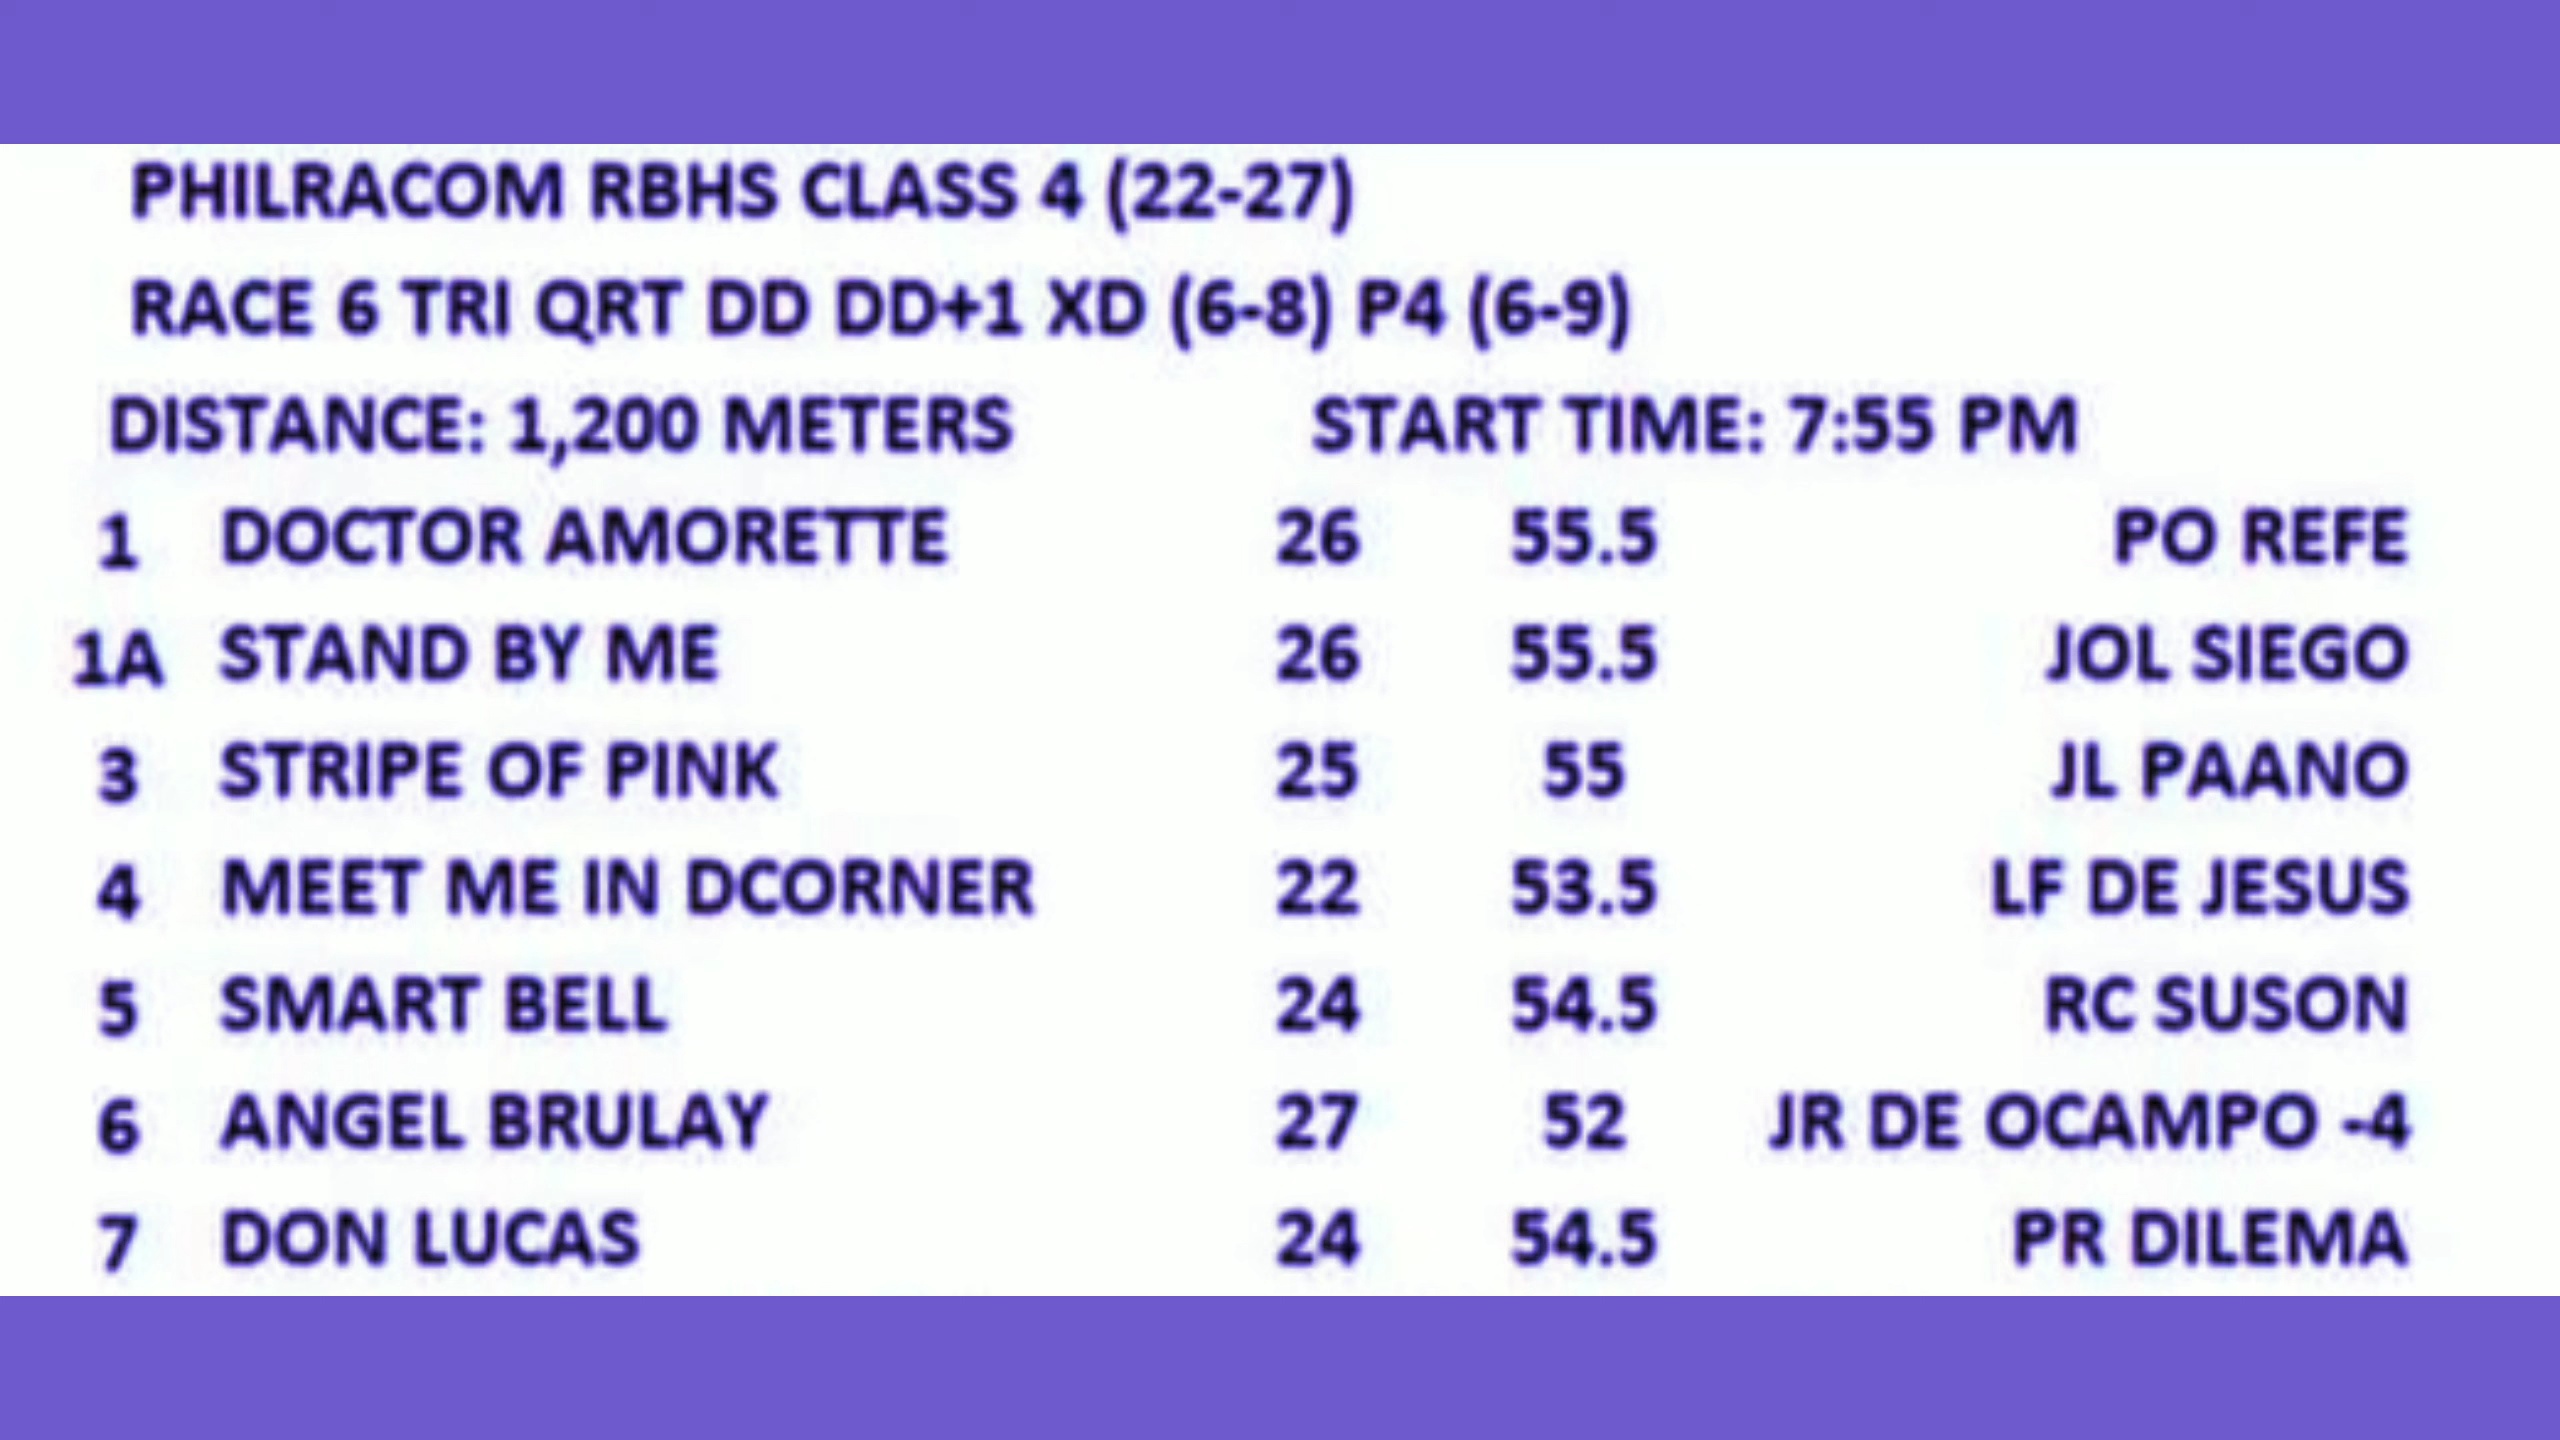 PHILRACOM RBHS CLASS 4 (22-27)
RACE 6 TRI QRT DD DD+1 XD (6-8) P4 (6-9)
DISTANCE: 1,200 METERS START TIME: 7:55 PM
1 DOCTOR AMORETTE 26 55.5 PO REFE
1A STAND BY ME 26 55.5 JOL SIEGO
3 STRIPE OF PINK 25 55 JL PAANO
4 MEET ME IN DCORNER 22 53.5 LF DE JESUS
5 SMART BELL 24 54.5 RC SUSON
6 ANGEL BRULAY 27 52 JR DE OCAMPO -4
7 DON LUCAS 24 54.5 PR DILEMA